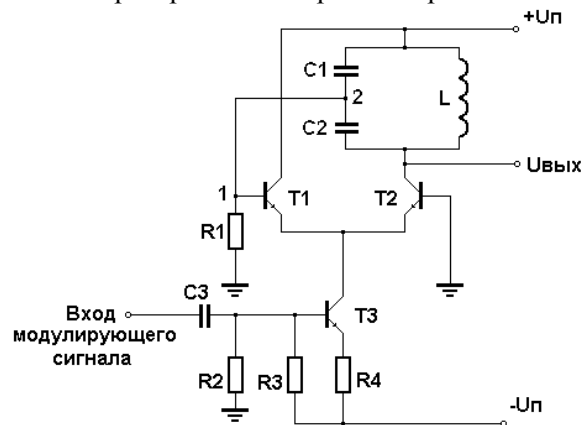 +Uп
C1
2
L
C2
Uвых
1
T1
T2
R1
C3
Вход
модулирующего
сигнала
T3
R2
R3
R4
-Uп